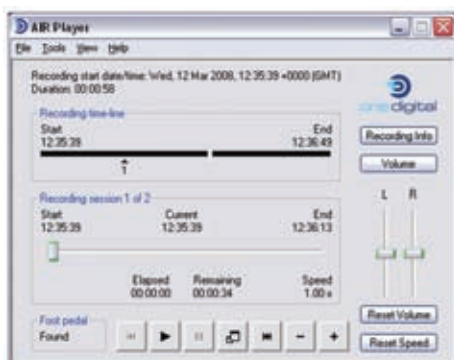 AIR Player
File Tools View Help
Recording start date/time: Wed, 12 Mar 2008, 12:35:39 +0000 (GMT)
Duration: 00:00:58
Recording time-line
Start End
12:35:39 12:36:49
1
Recording session 1 of 2
Start Current End
12:35:39 12:35:39 12:36:13
Elapsed Remaining Speed
00:00:00 00:00:34 1.00 x
Foot pedal
Found
one digital
Recording Info
Volume
L R
Reset Volume
Reset Speed